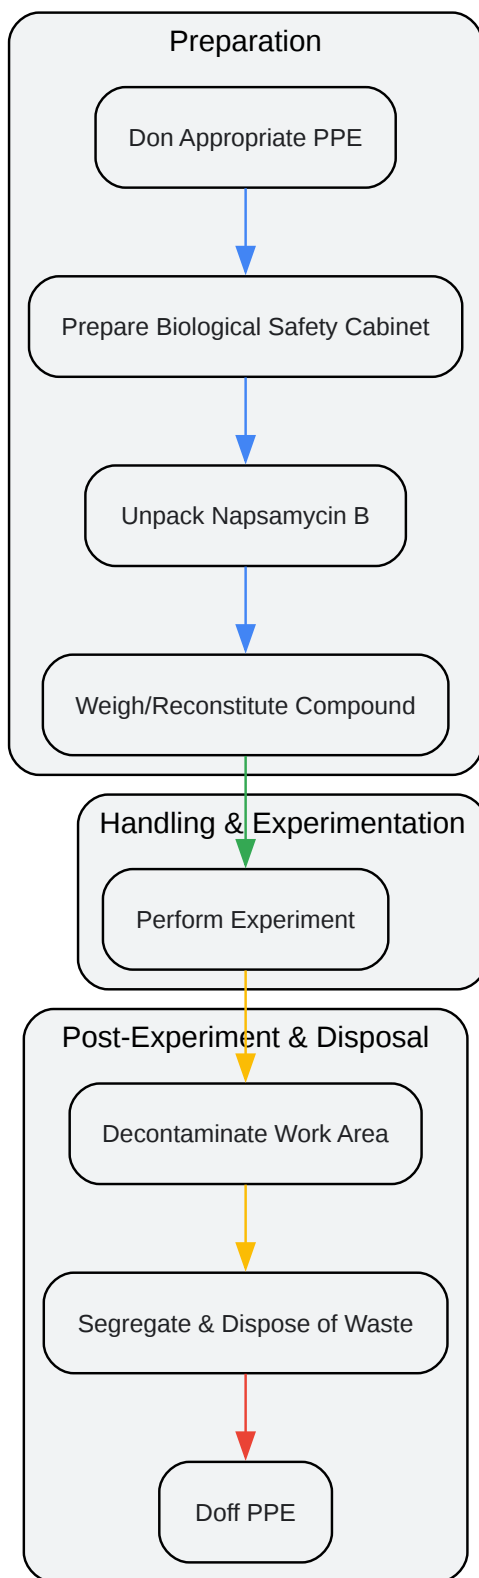 Preparation
Don Appropriate PPE
Prepare Biological Safety Cabinet
Unpack Napsamycin B
Weigh/Reconstitute Compound
Handling & Experimentation
Perform Experiment
Post-Experiment & Disposal
Decontaminate Work Area
Segregate & Dispose of Waste
Doff PPE